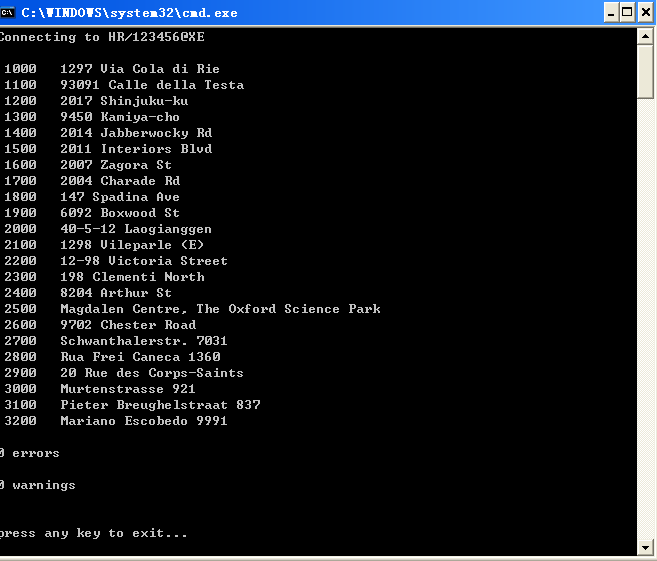 C:\WINDOWS\system32\cmd.exe
Connecting to HR/123456@XE
1000 1297 Via Cola di Rie
1100 93091 Calle della Testa
1200 2017 Shinjuku-ku
1300 9450 Kamiya-cho
1400 2014 Jabberwocky Rd
1500 2011 Interiors Blvd
1600 2007 Zagora St
1700 2004 Charade Rd
1800 147 Spadina Ave
1900 6092 Boxwood St
2000 40-5-12 Laogianggen
2100 1298 Vileparle (E)
2200 12-98 Victoria Street
2300 198 Clementi North
2400 8204 Arthur St
2500 Magdalen Centre, The Oxford Science Park
2600 9702 Chester Road
2700 Schwanthalerstr. 7031
2800 Rua Frei Caneca 1360
2900 20 Rue des Corps-Saints
3000 Murtenstrasse 921
3100 Pieter Breughelstraat 837
3200 Mariano Escobedo 9991
0 errors
0 warnings
press any key to exit...